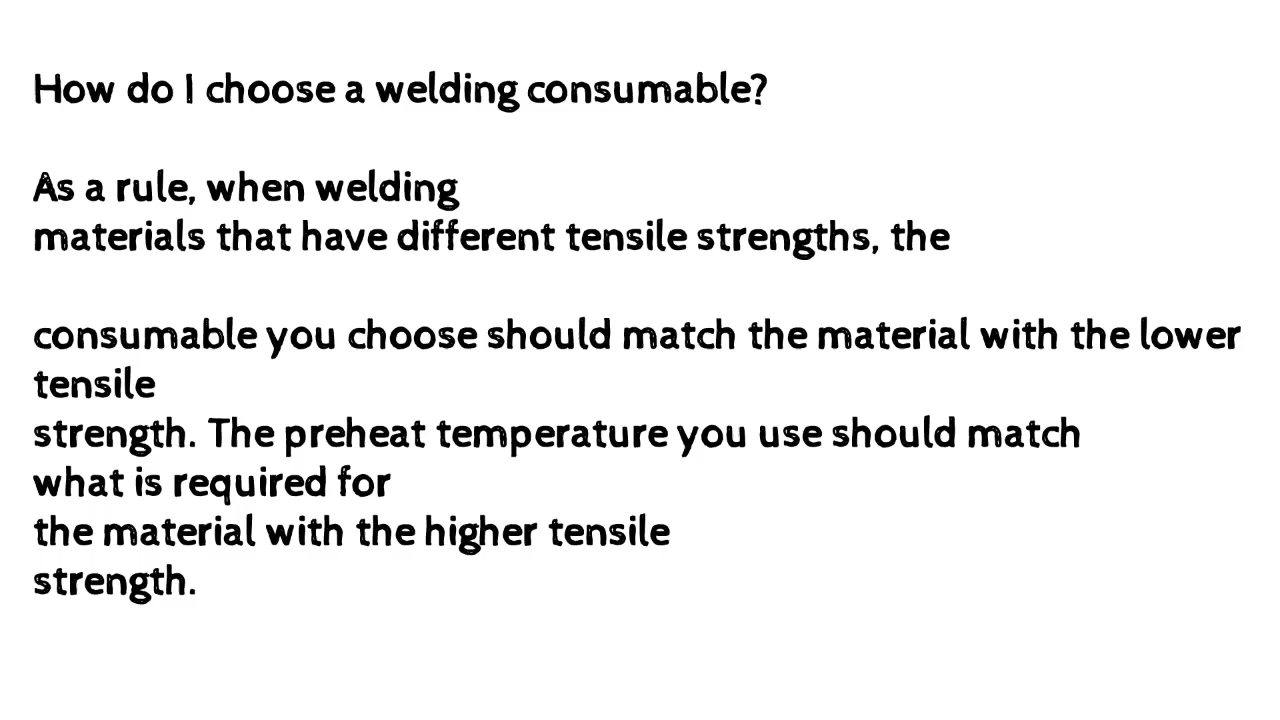 How do I choose a welding consumable?
As a rule, when welding
materials that have different tensile strengths, the
consumable you choose should match the material with the lower
tensile
strength. The preheat temperature you use should match
what is required for
the material with the higher tensile
strength.